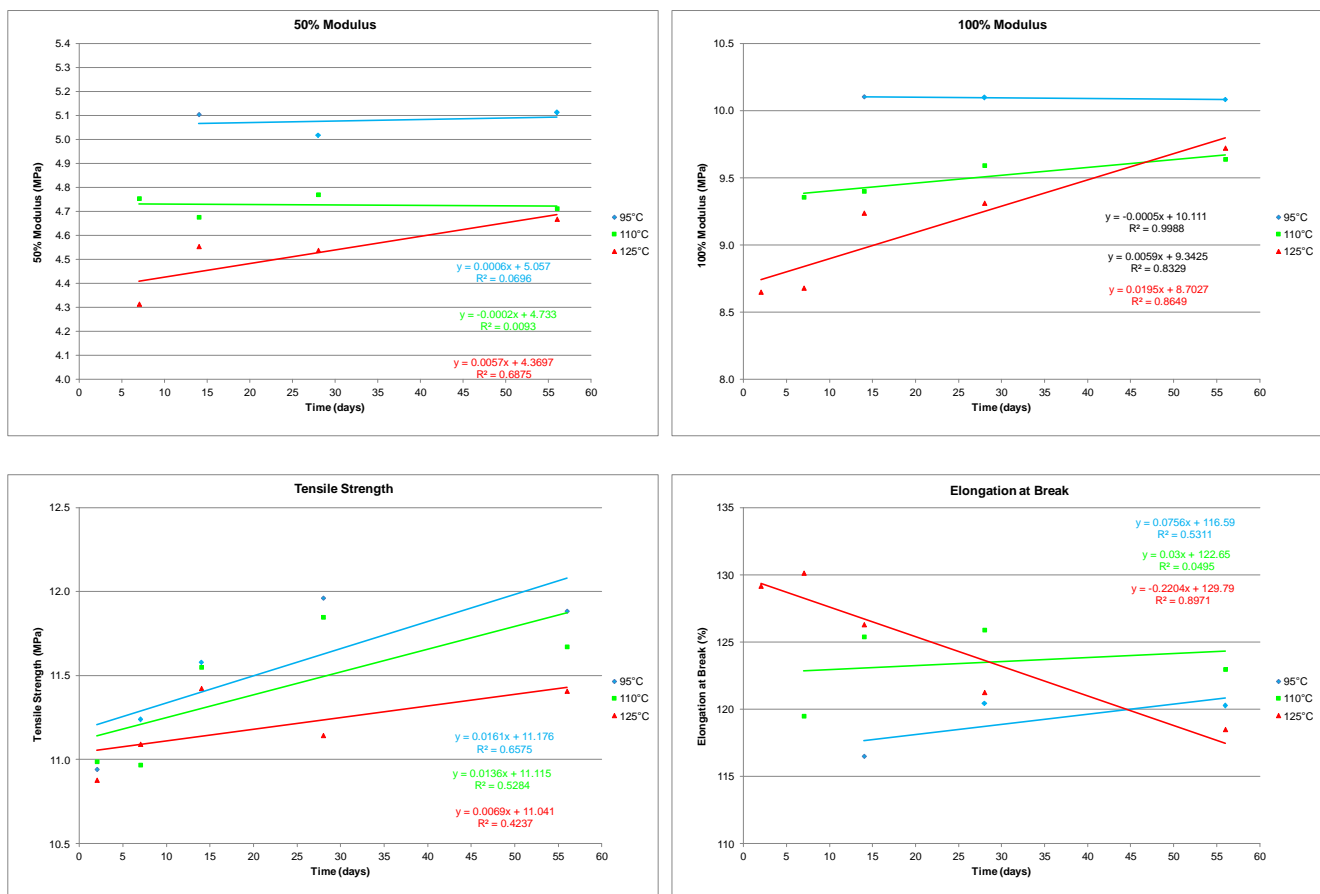 50% Modulus
5.4
5.3
5.2
5.1
5.0
4.9
4.8
4.7
4.6
4.5
4.4
4.3
4.2
4.1
4.0
50% Modulus (MPa)
0 5 10 15 20 25 30 35 40 45 50 55 60
Time (days)
y = 0.0006x + 5.057
R² = 0.0696
y = -0.0002x + 4.733
R² = 0.0093
y = 0.0057x + 4.3697
R² = 0.6875
95°C
110°C
125°C
100% Modulus
10.5
10.0
9.5
9.0
8.5
8.0
100% Modulus (MPa)
0 5 10 15 20 25 30 35 40 45 50 55 60
Time (days)
y = -0.0005x + 10.111
R² = 0.9988
y = 0.0059x + 9.3425
R² = 0.8329
y = 0.0195x + 8.7027
R² = 0.8649
95°C
110°C
125°C
Tensile Strength
12.5
12.0
11.5
11.0
10.5
Tensile Strength (MPa)
0 5 10 15 20 25 30 35 40 45 50 55 60
Time (days)
y = 0.0161x + 11.176
R² = 0.6575
y = 0.0136x + 11.115
R² = 0.5284
y = 0.0069x + 11.041
R² = 0.4237
95°C
110°C
125°C
Elongation at Break
135
130
125
120
115
110
Elongation at Break (%)
0 5 10 15 20 25 30 35 40 45 50 55 60
Time (days)
y = 0.0756x + 116.59
R² = 0.5311
y = 0.03x + 122.65
R² = 0.0495
y = -0.2204x + 129.79
R² = 0.8971
95°C
110°C
125°C